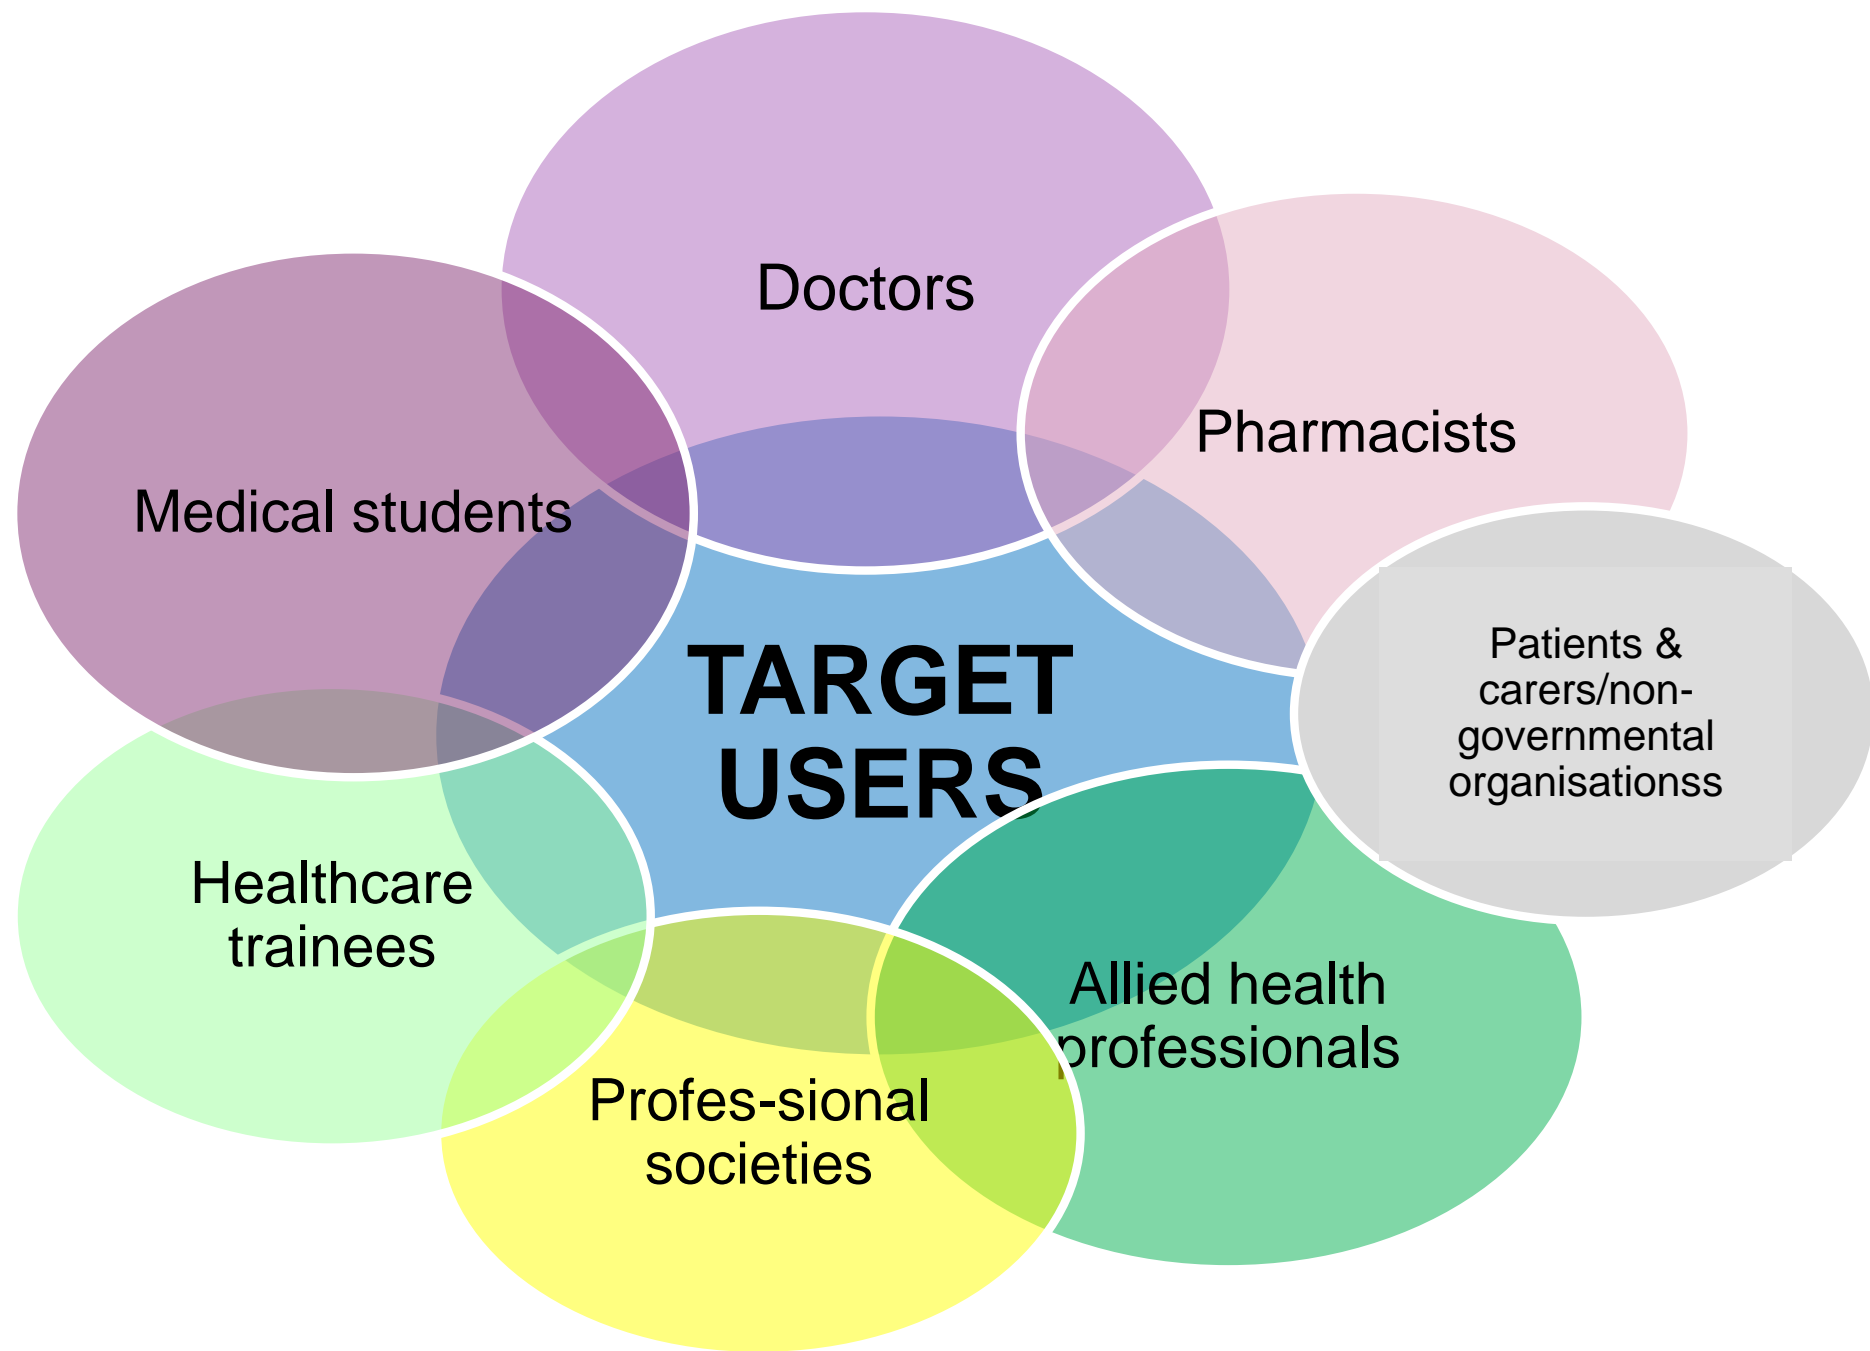 Doctors
Pharmacists
Medical students
Patients &
carers/non-
governmental
organisationss
TARGET
USERS
Healthcare
trainees
Allied health
professionals
Profes-sional
societies